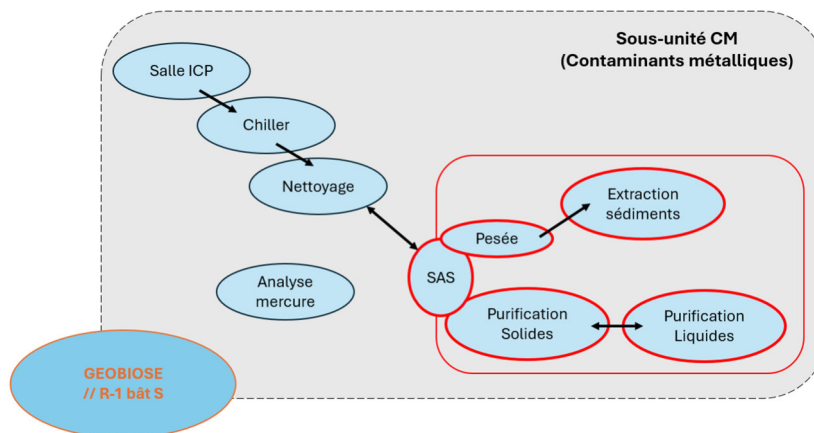 Sous-unité CM
(Contaminants métalliques)
Salle ICP
Chiller
Nettoyage
Extraction
sédiments
Pesée
SAS
Analyse
mercure
Purification
Solides
Purification
Liquides
GEOBIOSE
// R-1 bât S